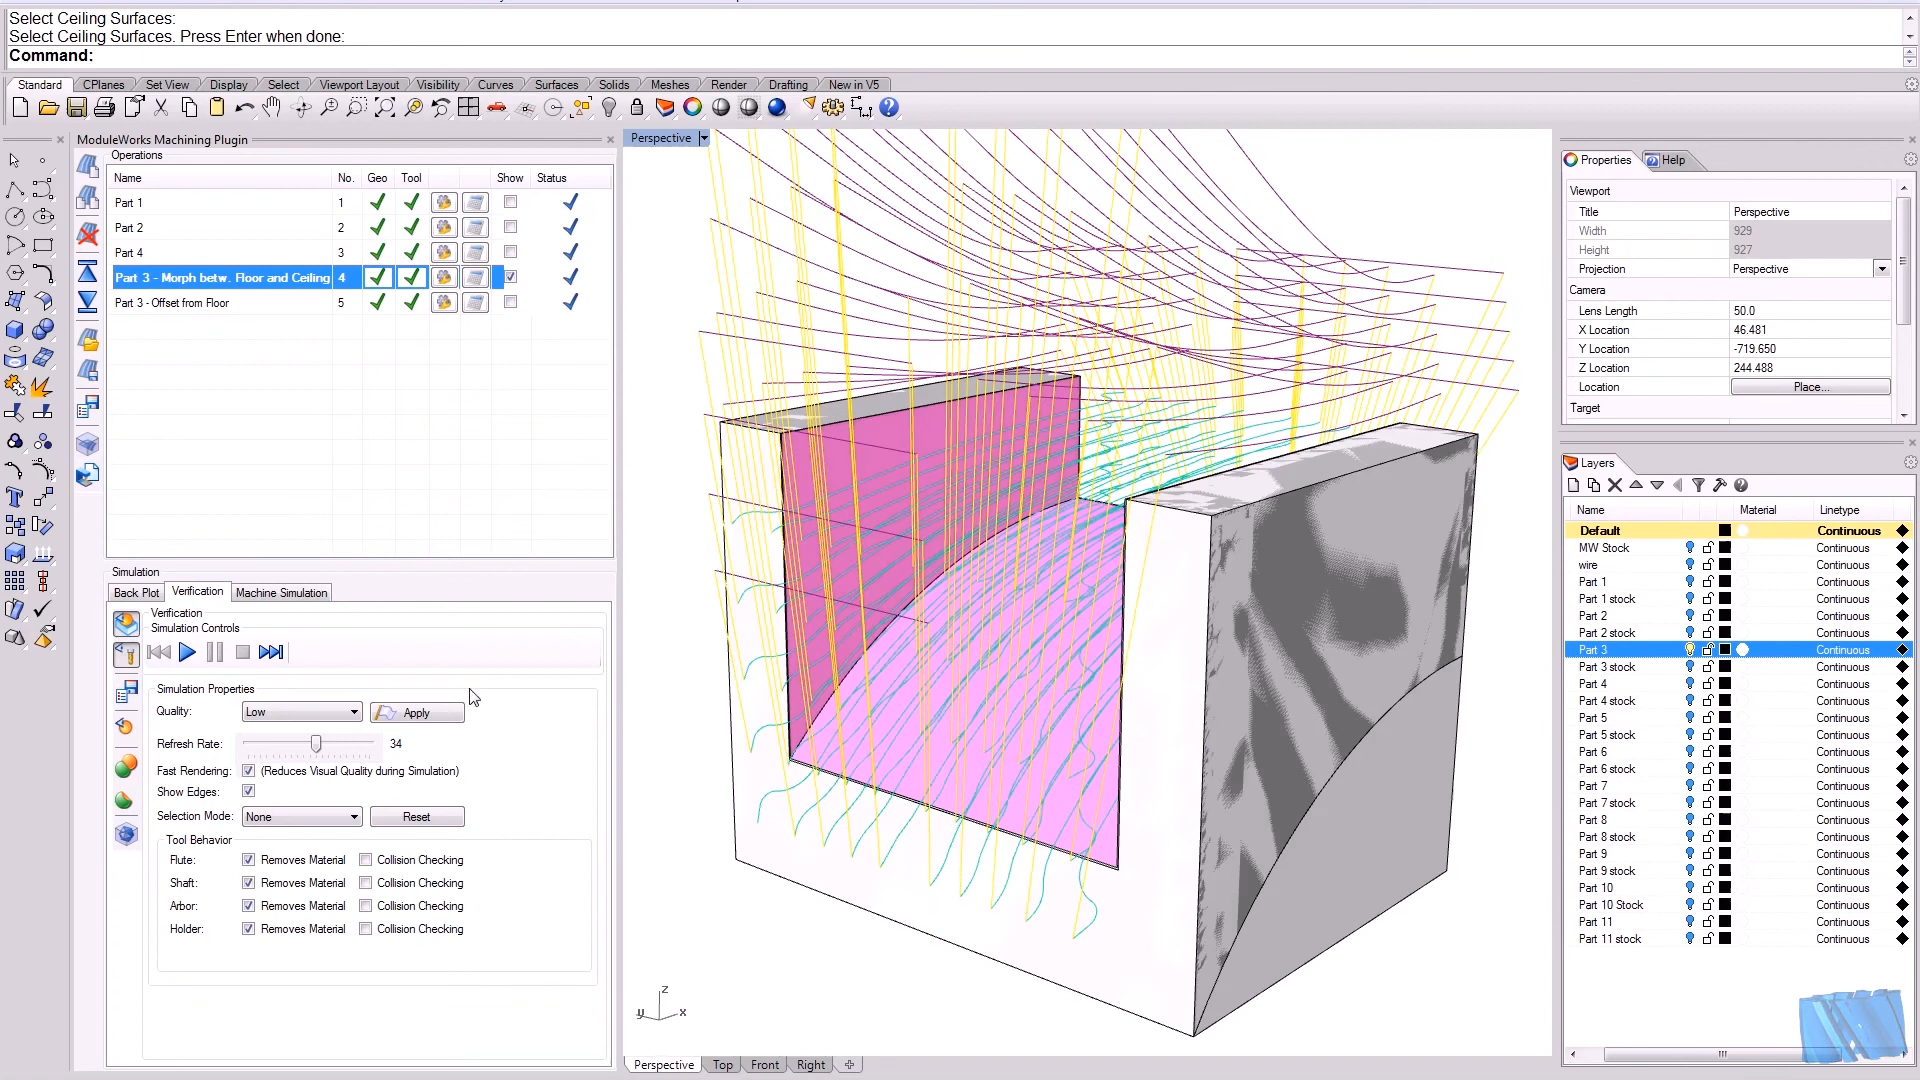 Select Ceiling Surfaces:
Select Ceiling Surfaces. Press Enter when done:
Command:
Standard CPlanes Set View Display Select Viewport Layout Visibility Curves Surfaces Solids Meshes Render Drafting New in V5
ModuleWorks Machining Plugin
Operations
Name No. Geo Tool Show Status
Part 1 1
Part 2 2
Part 4 3
Part 3 - Morph betw. Floor and Ceiling 4
Part 3 - Offset from Floor 5
Simulation
Back Plot Verification Machine Simulation
Verification
Simulation Controls
Simulation Properties
Quality: Low Apply
Refresh Rate: 34
Fast Rendering: (Reduces Visual Quality during Simulation)
Show Edges:
Selection Mode: None Reset
Tool Behavior
Flute: Removes Material Collision Checking
Shaft: Removes Material Collision Checking
Arbor: Removes Material Collision Checking
Holder: Removes Material Collision Checking
Perspective
z
y x
Perspective Top Front Right
Properties Help
Viewport
Title Perspective
Width 929
Height 927
Projection Perspective
Camera
Lens Length 50.0
X Location 46.481
Y Location -719.650
Z Location 244.488
Location Place...
Target
Layers
Name Material Linetype
Default Continuous
MW Stock Continuous
wire Continuous
Part 1 Continuous
Part 1 stock Continuous
Part 2 Continuous
Part 2 stock Continuous
Part 3 Continuous
Part 3 stock Continuous
Part 4 Continuous
Part 4 stock Continuous
Part 5 Continuous
Part 5 stock Continuous
Part 6 Continuous
Part 6 stock Continuous
Part 7 Continuous
Part 7 stock Continuous
Part 8 Continuous
Part 8 stock Continuous
Part 9 Continuous
Part 9 stock Continuous
Part 10 Continuous
Part 10 Stock Continuous
Part 11 Continuous
Part 11 stock Continuous